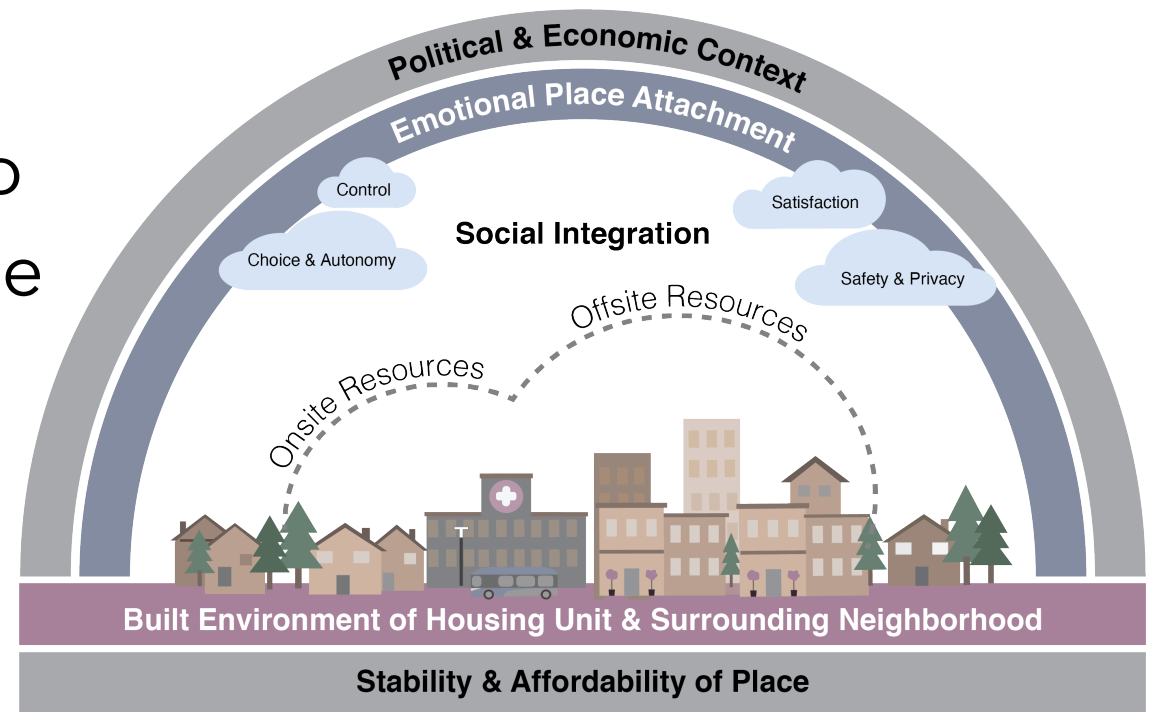 Political & Economic Context
Emotional Place Attachment
o
e
Control
Choice & Autonomy
Satisfaction
Safety & Privacy
Social Integration
Onsite Resources
Offsite Resources
Built Environment of Housing Unit & Surrounding Neighborhood
Stability & Affordability of Place